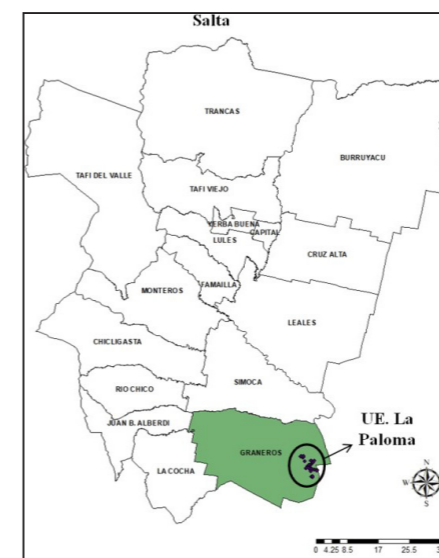 Salta
TRANCAS
BURRUYACU
TAFI DEL VALLE
TAFI VIEJO
YERBA BUENA
CAPITAL
LULES
CRUZ ALTA
FAMAILLA
MONTEROS
LEALES
CHICLIGASTA
SIMOCA
RIO CHICO
JUAN B. ALBERDI
UE. La
Paloma
GRANEROS
LA COCHA
N
W
S
0 4.25 8.5 17 25.5